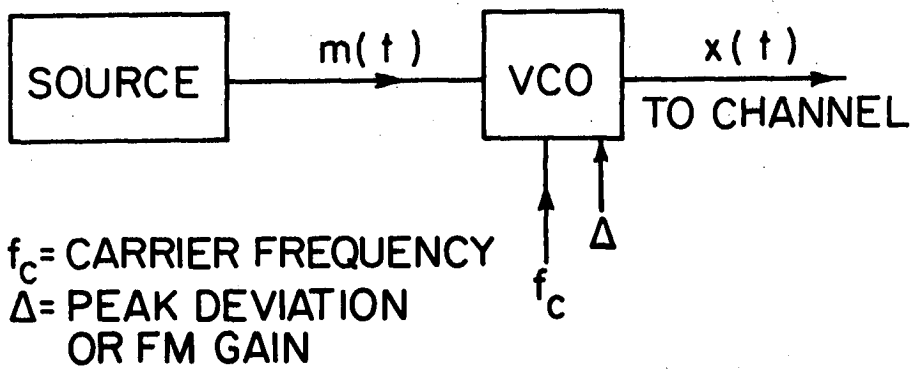 SOURCE
m(t)
VCO
x(t)
TO CHANNEL
f_c
Δ
f_c = CARRIER FREQUENCY
Δ = PEAK DEVIATION
OR FM GAIN